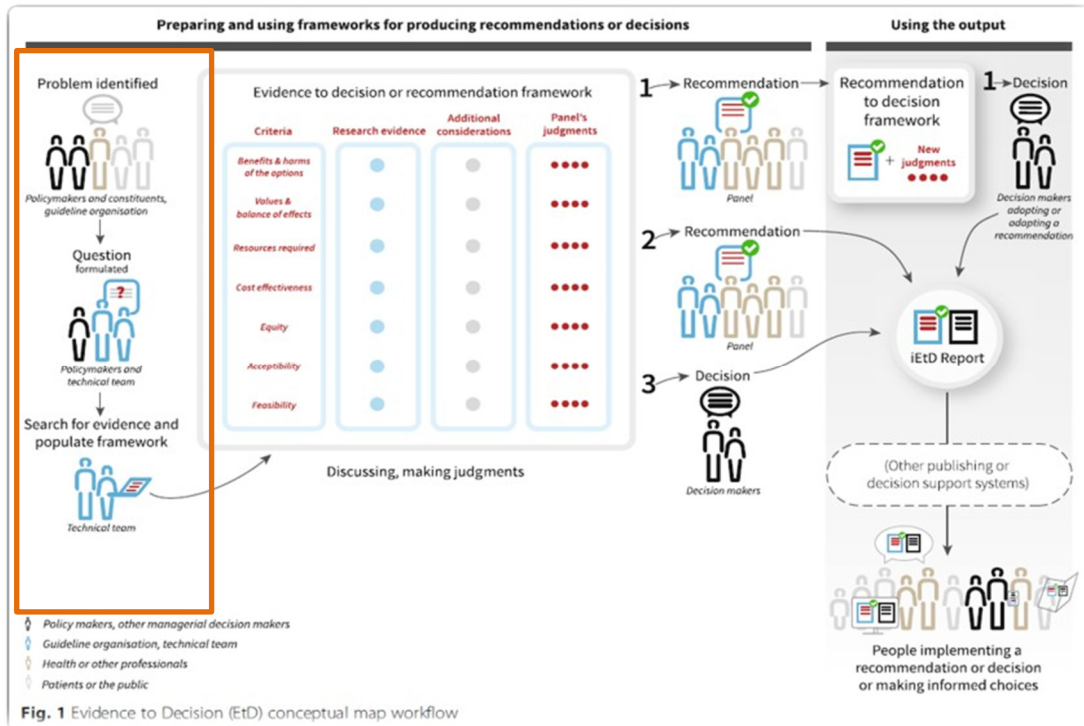 Preparing and using frameworks for producing recommendations or decisions
Using the output
Problem identified
Policymakers and constituents,
guideline organisation
Question
formulated
?
Policymakers and
technical team
Search for evidence and
populate framework
Technical team
Evidence to decision or recommendation framework
Criteria
Research evidence
Additional
considerations
Panel's
judgments
Benefits & harms
of the options
Values &
balance of effects
Resources required
Cost effectiveness
Equity
Acceptibility
Feasibility
Discussing, making judgments
1
Recommendation
Panel
2
Recommendation
Panel
3
Decision
Decision makers
Recommendation
to decision
framework
+
New
judgments
1
Decision
Decision makers
adopting or
adapting a
recommendation
iEtD Report
(Other publishing or
decision support systems)
People implementing a
recommendation or decision
or making informed choices
Policy makers, other managerial decision makers
Guideline organisation, technical team
Health or other professionals
Patients or the public
Fig. 1 Evidence to Decision (EtD) conceptual map workflow